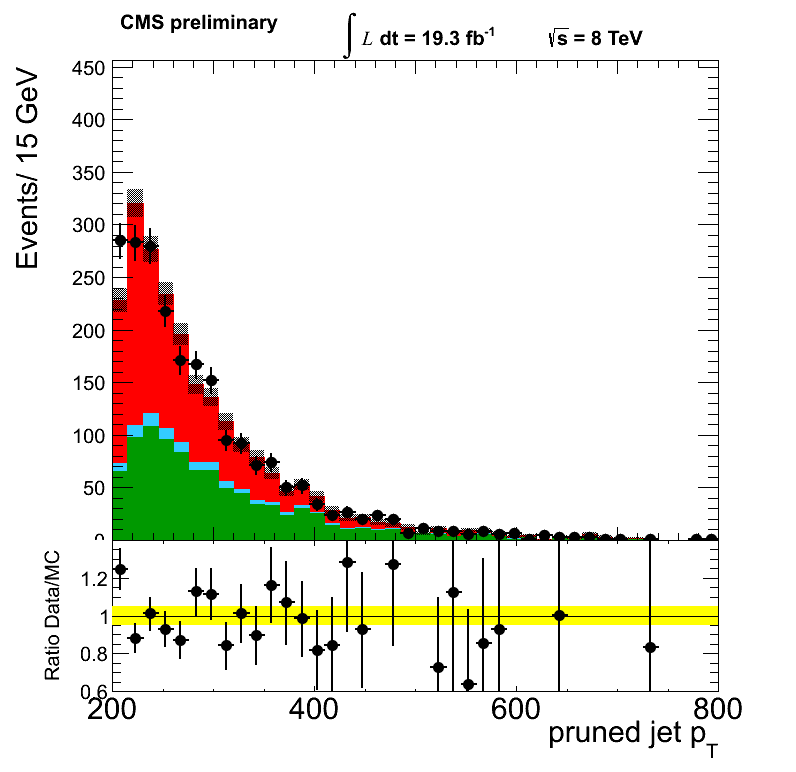 CMS preliminary
∫ L dt = 19.3 fb⁻¹ √s = 8 TeV
Events/ 15 GeV
450
400
350
300
250
200
150
100
50
0
Ratio Data/MC
1.2
1
0.8
0.6
200 400 600 800
pruned jet p_T